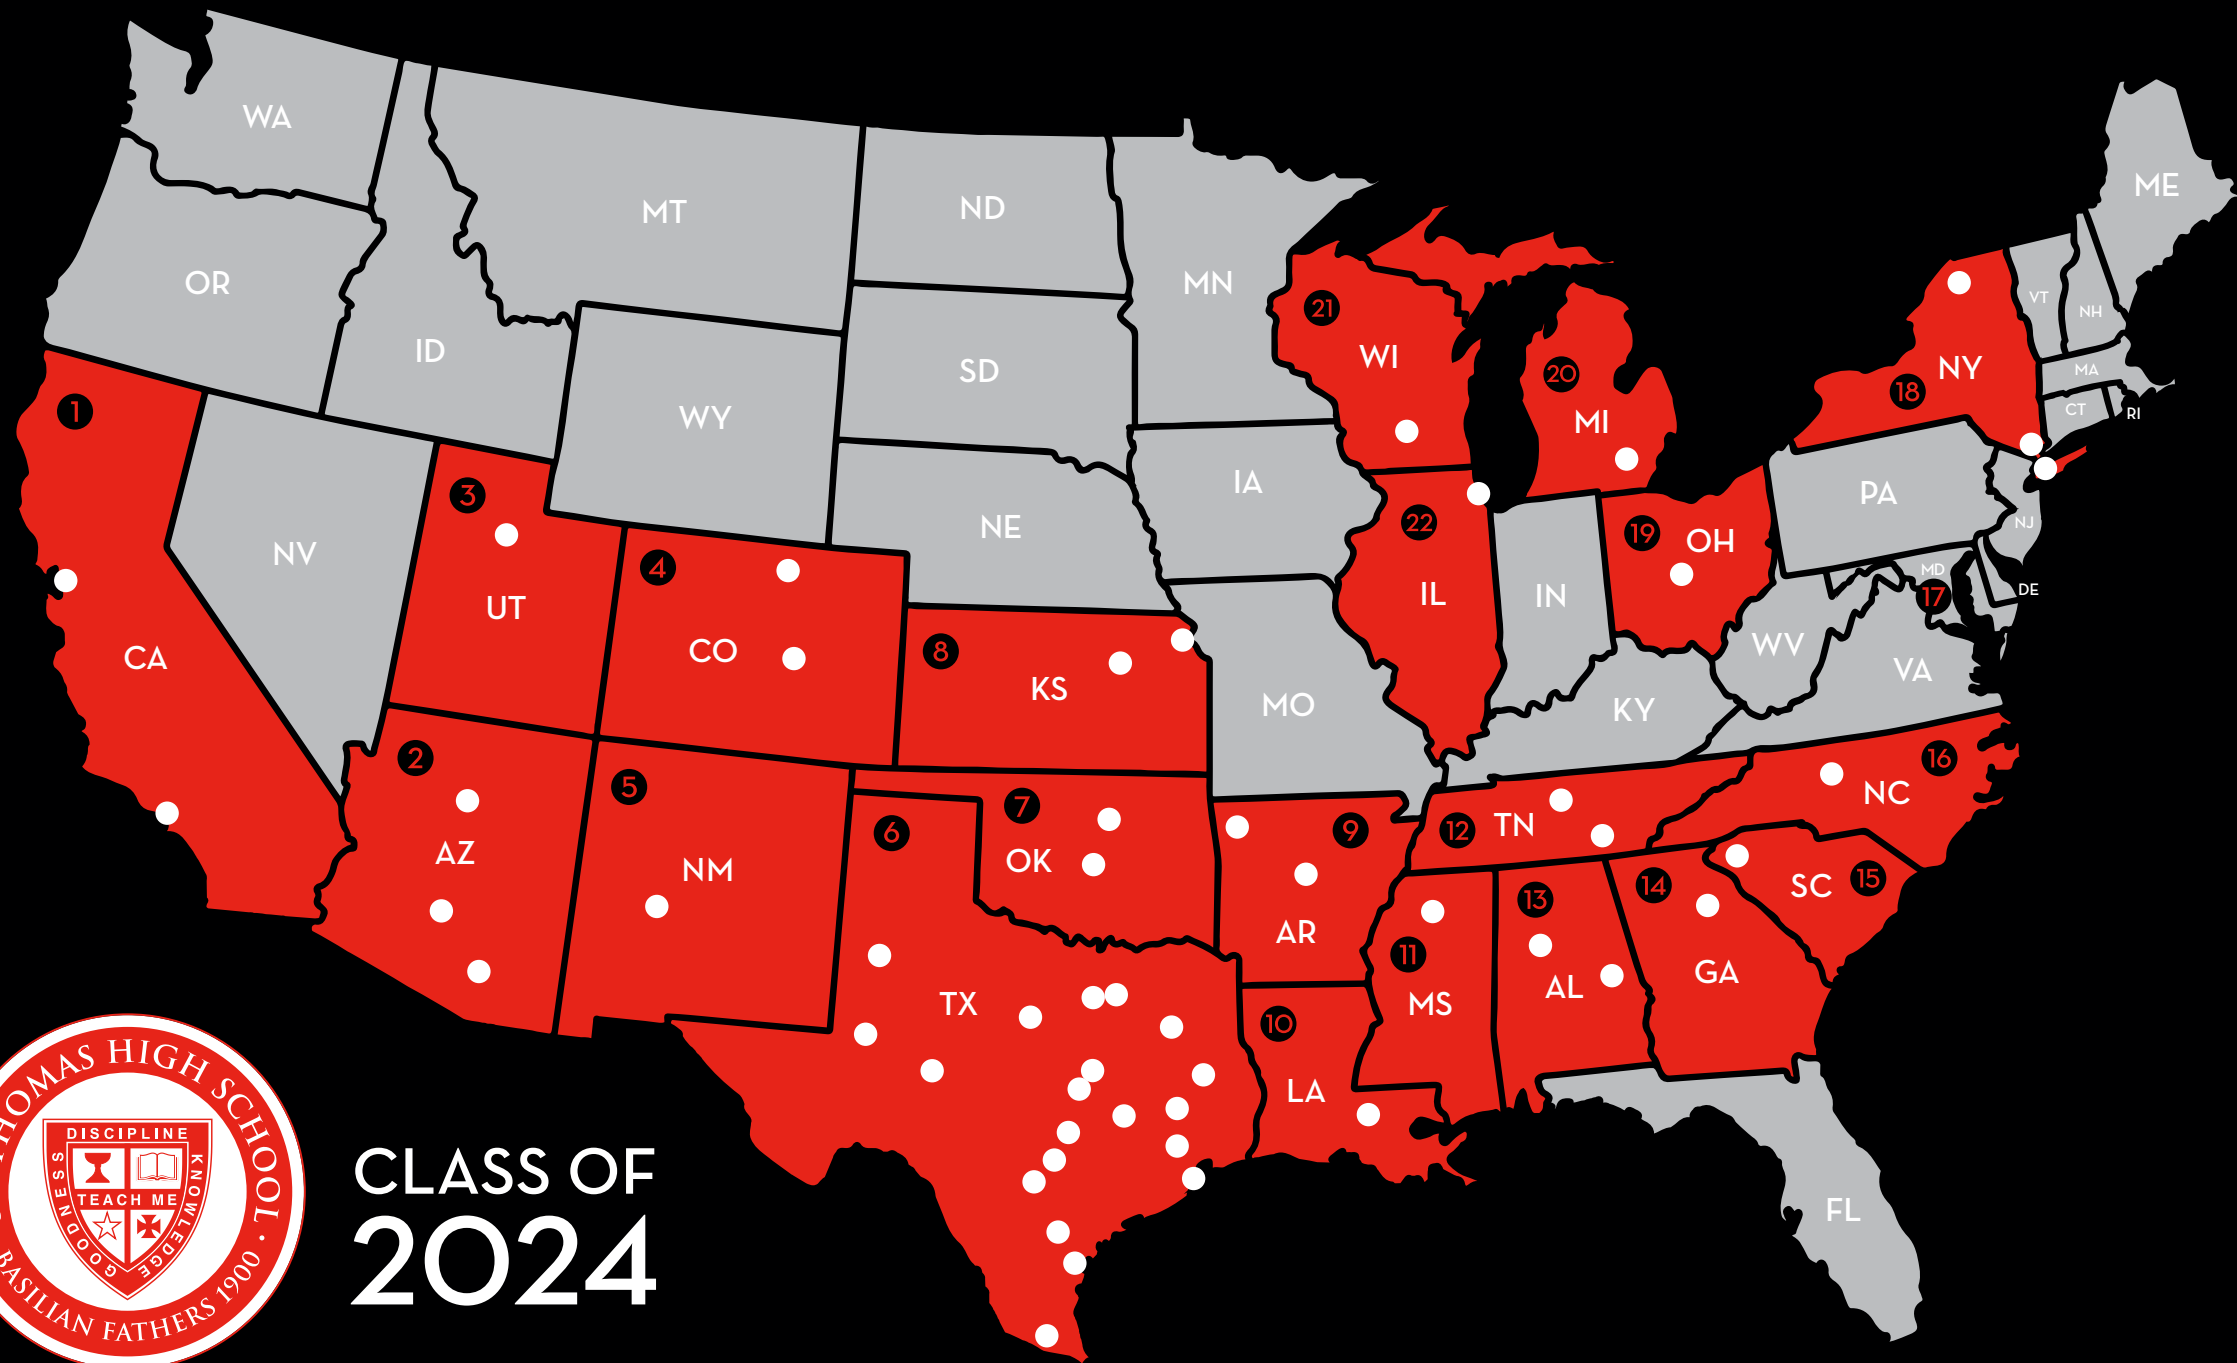 WA
MT
ND
MN
ME
OR
ID
SD
WY
21
WI
20
MI
18
NY
VT
NH
MA
CT
RI
1
NV
3
UT
4
CO
NE
IA
22
IL
IN
19
OH
PA
NJ
MD
17
DE
CA
8
KS
MO
KY
WV
VA
2
AZ
5
NM
6
7
OK
9
AR
12
TN
16
NC
15
SC
14
GA
13
AL
11
MS
10
LA
TX
FL
THOMAS HIGH SCHOOL ·
BASILIAN FATHERS 1900
DISCIPLINE
GOODNESS
KNOWLEDGE
TEACH ME
CLASS OF
2024